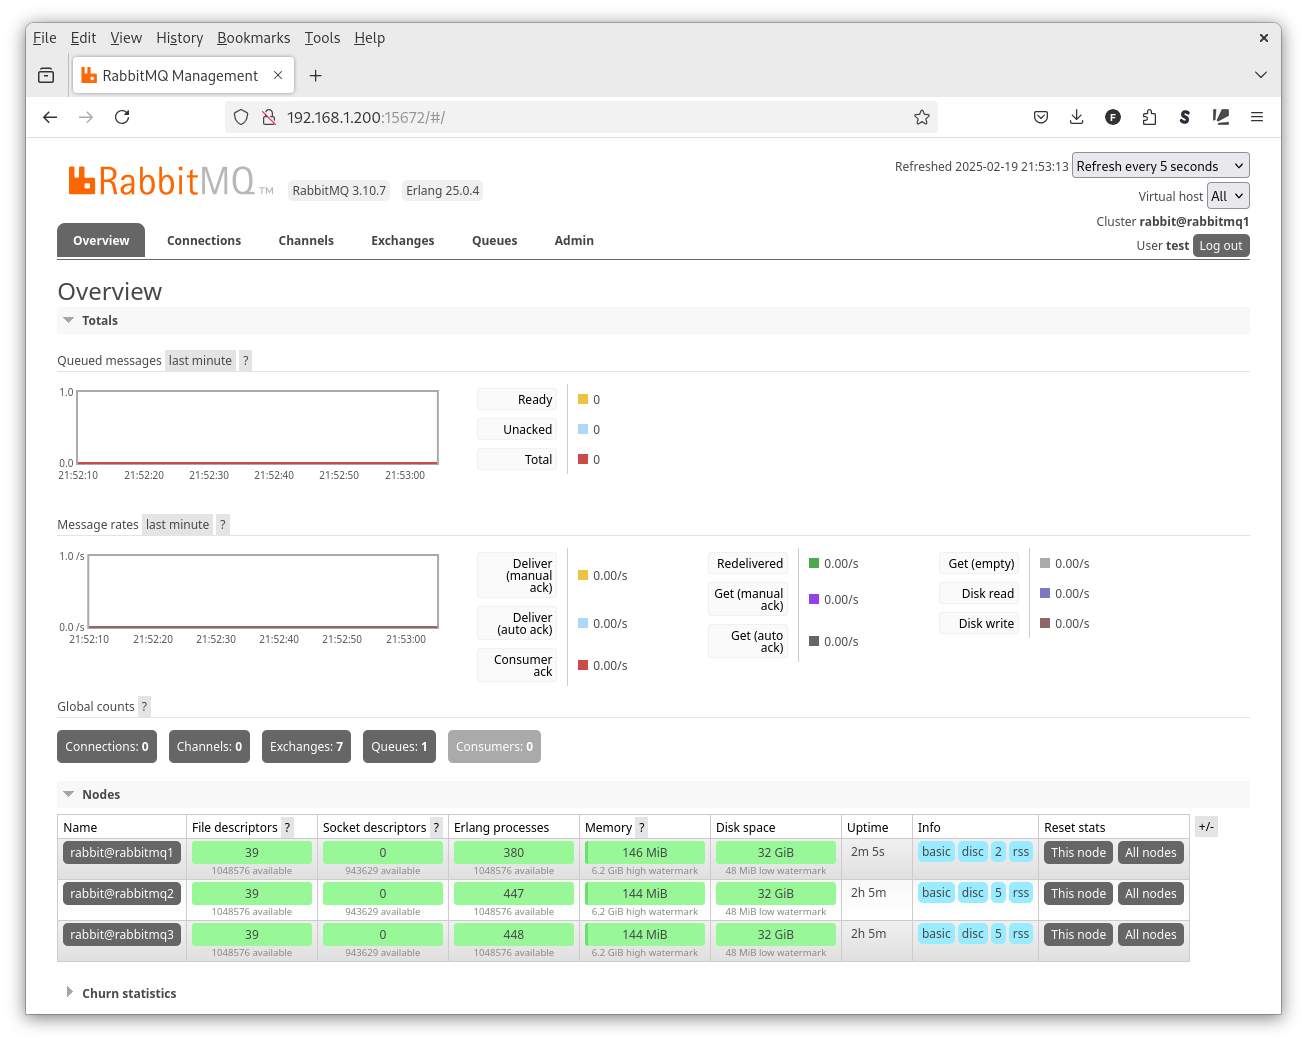 File Edit View History Bookmarks Tools Help
RabbitMQ Management
192.168.1.200:15672/#/
RabbitMQ TM RabbitMQ 3.10.7 Erlang 25.0.4
Refreshed 2025-02-19 21:53:13 Refresh every 5 seconds
Virtual host All
Cluster rabbit@rabbitmq1
User test Log out
Overview Connections Channels Exchanges Queues Admin
Overview
Totals
Queued messages last minute ?
1.0
0.0
21:52:10 21:52:20 21:52:30 21:52:40 21:52:50 21:53:00
Ready 0
Unacked 0
Total 0
Message rates last minute ?
1.0 /s
0.0 /s
21:52:10 21:52:20 21:52:30 21:52:40 21:52:50 21:53:00
Deliver
(manual
ack) 0.00/s
Deliver
(auto ack) 0.00/s
Consumer
ack 0.00/s
Redelivered 0.00/s
Get (manual
ack) 0.00/s
Get (auto
ack) 0.00/s
Get (empty) 0.00/s
Disk read 0.00/s
Disk write 0.00/s
Global counts ?
Connections: 0 Channels: 0 Exchanges: 7 Queues: 1 Consumers: 0
Nodes
Name File descriptors ? Socket descriptors ? Erlang processes Memory ? Disk space Uptime Info Reset stats +/-
rabbit@rabbitmq1 39 0 380 146 MiB 32 GiB 2m 5s basic disc 2 rss This node All nodes
1048576 available 943629 available 1048576 available 6.2 GiB high watermark 48 MiB low watermark
rabbit@rabbitmq2 39 0 447 144 MiB 32 GiB 2h 5m basic disc 5 rss This node All nodes
1048576 available 943629 available 1048576 available 6.2 GiB high watermark 48 MiB low watermark
rabbit@rabbitmq3 39 0 448 144 MiB 32 GiB 2h 5m basic disc 5 rss This node All nodes
1048576 available 943629 available 1048576 available 6.2 GiB high watermark 48 MiB low watermark
Churn statistics